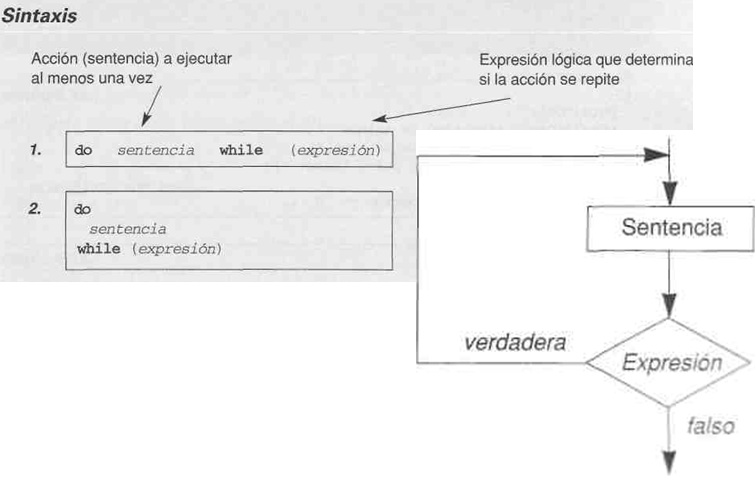 Sintaxis
Acción (sentencia) a ejecutar
al menos una vez
Expresión lógica que determina
si la acción se repite
1. do sentencia while (expresión)
2. do
sentencia
while (expresión)
Sentencia
verdadera
Expresión
falso